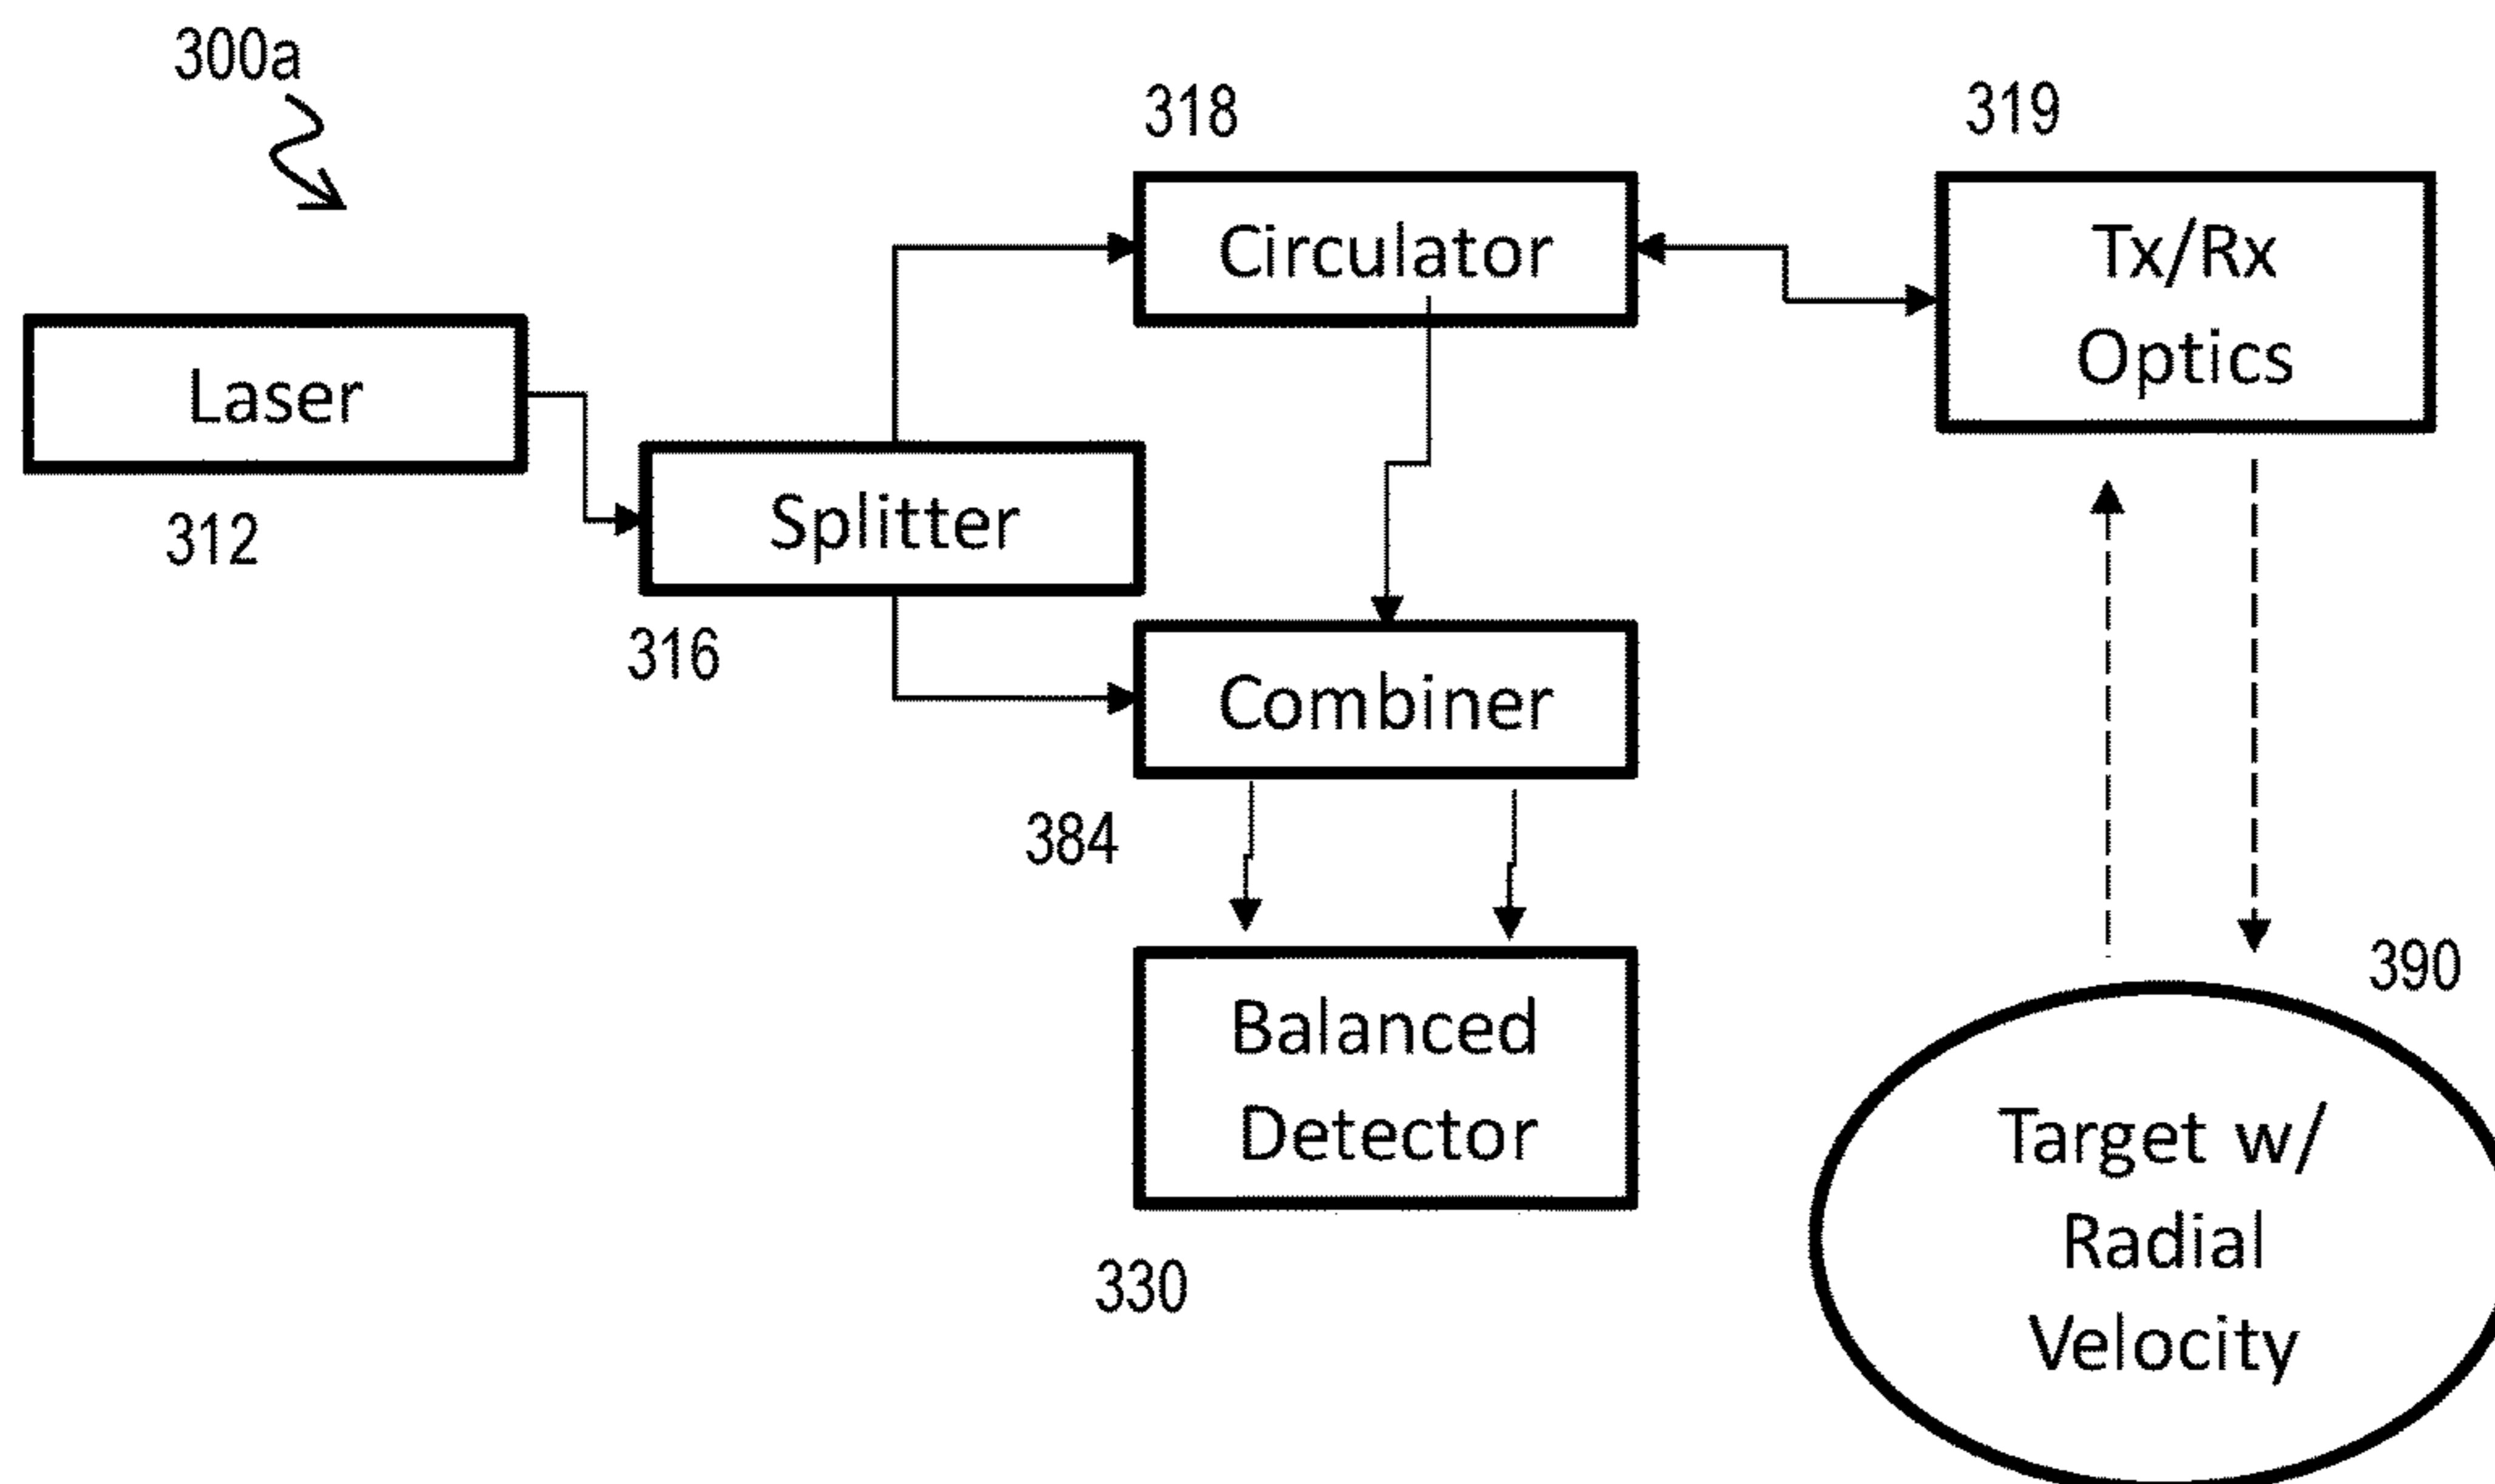 300a
318
319
Circulator
Tx/Rx
Optics
Laser
312
Splitter
316
Combiner
384
Balanced
Detector
330
390
Target w/
Radial
Velocity